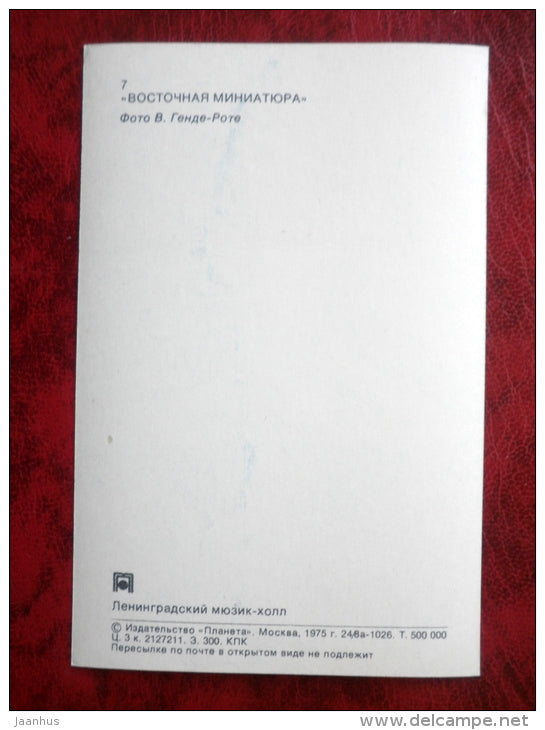 7
«ВОСТОЧНАЯ МИНИАТЮРА»
Фото В. Генде-Роте
Ленинградский мюзик-холл
© Издательство «Планета». Москва, 1975 г. 24/8а-1026. Т. 500 000
Ц. 3 к. 2127211. З. 300. КПК
Пересылке по почте в открытом виде не подлежит
jaanhus
www.delcampe.net